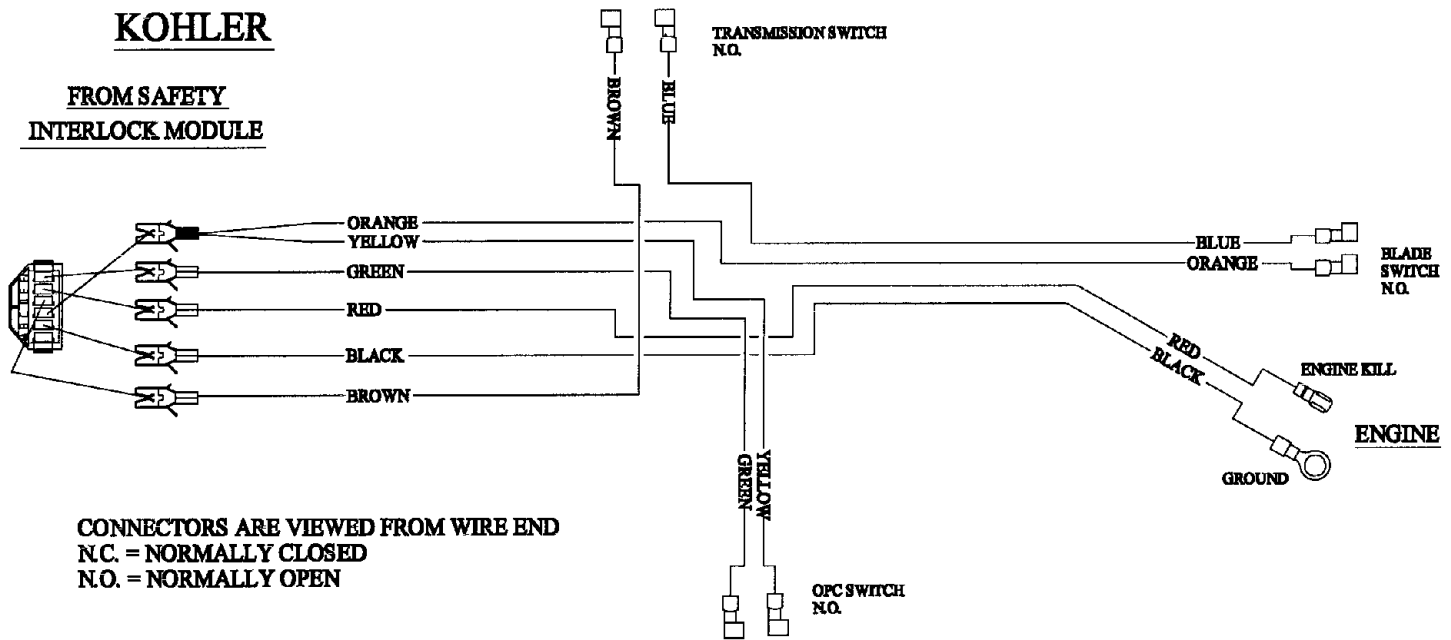 KOHLER
FROM SAFETY
INTERLOCK MODULE
TRANSMISSION SWITCH
N.O.
BROWN
BLUE
ORANGE
YELLOW
GREEN
RED
BLACK
BROWN
BLUE
ORANGE
BLADE
SWITCH
N.O.
RED
BLACK
ENGINE KILL
ENGINE
GROUND
YELLOW
GREEN
CONNECTORS ARE VIEWED FROM WIRE END
N.C. = NORMALLY CLOSED
N.O. = NORMALLY OPEN
OPC SWITCH
N.O.